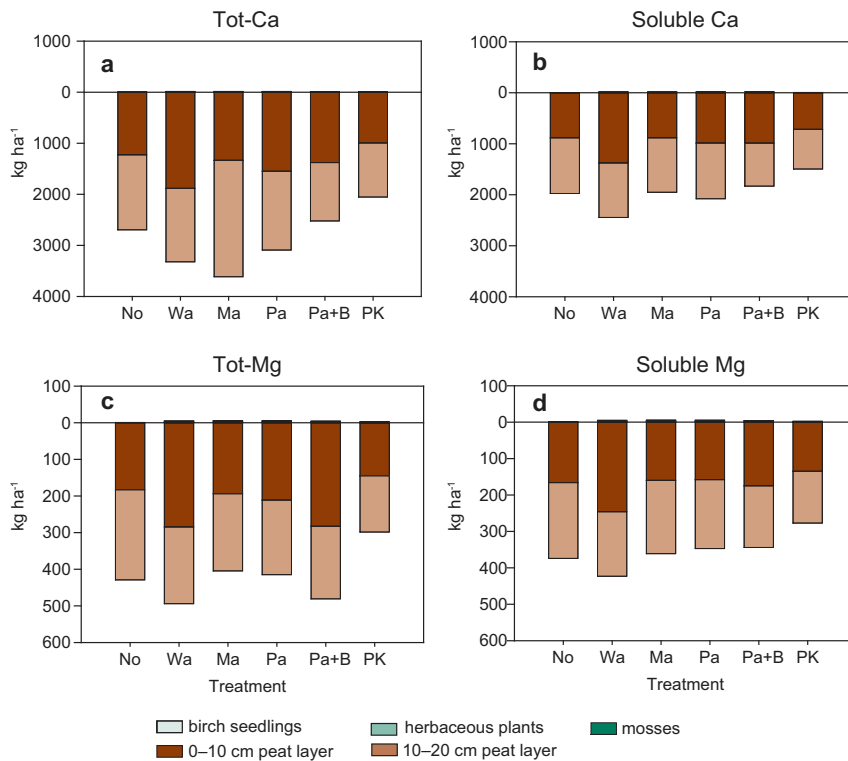 Tot-Ca
Soluble Ca
a
b
1000
0
1000
2000
3000
4000
kg ha⁻¹
No Wa Ma Pa Pa+B PK
1000
0
1000
2000
3000
4000
kg ha⁻¹
No Wa Ma Pa Pa+B PK
Tot-Mg
Soluble Mg
c
d
100
0
100
200
300
400
500
600
kg ha⁻¹
No Wa Ma Pa Pa+B PK
Treatment
100
0
100
200
300
400
500
600
kg ha⁻¹
No Wa Ma Pa Pa+B PK
Treatment
birch seedlings herbaceous plants mosses
0–10 cm peat layer 10–20 cm peat layer